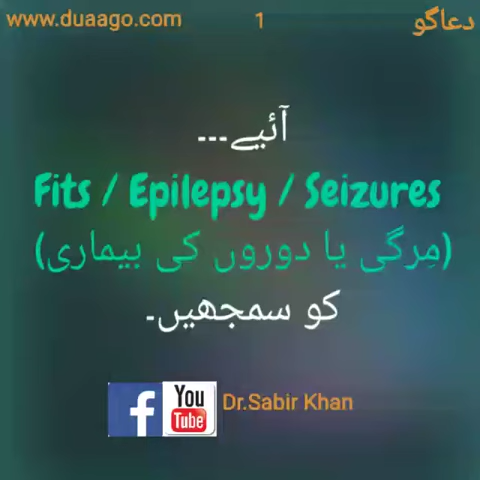 www.duaago.com 1 دعاگو
آئیے۔۔۔
Fits / Epilepsy / Seizures
(مِرگی یا دوروں کی بیماری)
کو سمجھیں۔
f You Tube Dr.Sabir Khan